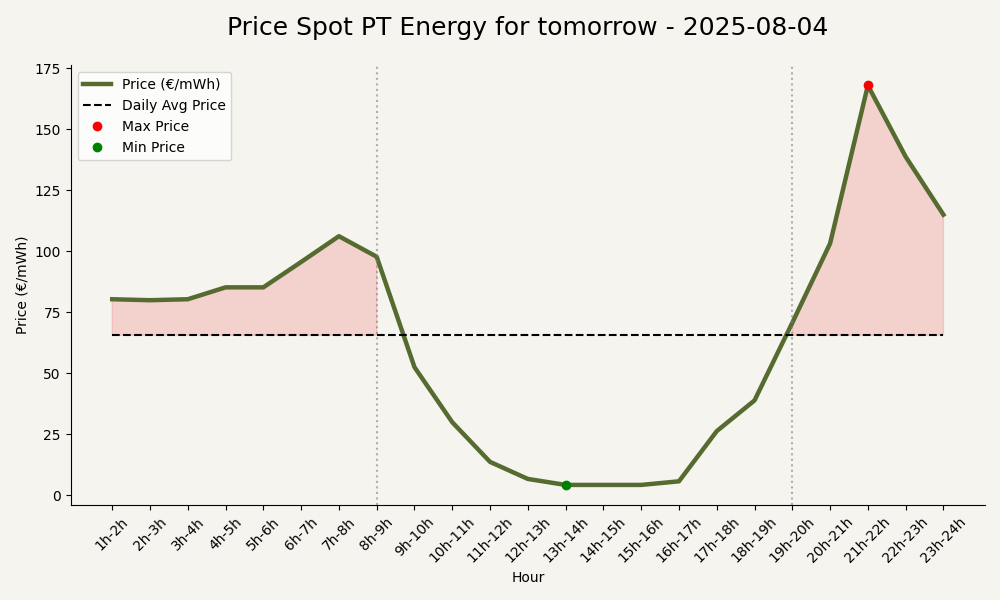 Price Spot PT Energy for tomorrow - 2025-08-04
Price (€/mWh)
Daily Avg Price
Max Price
Min Price
Price (€/mWh)
175
150
125
100
75
50
25
0
1h-2h
2h-3h
3h-4h
4h-5h
5h-6h
6h-7h
7h-8h
8h-9h
9h-10h
10h-11h
11h-12h
12h-13h
13h-14h
14h-15h
15h-16h
16h-17h
17h-18h
18h-19h
19h-20h
20h-21h
21h-22h
22h-23h
23h-24h
Hour